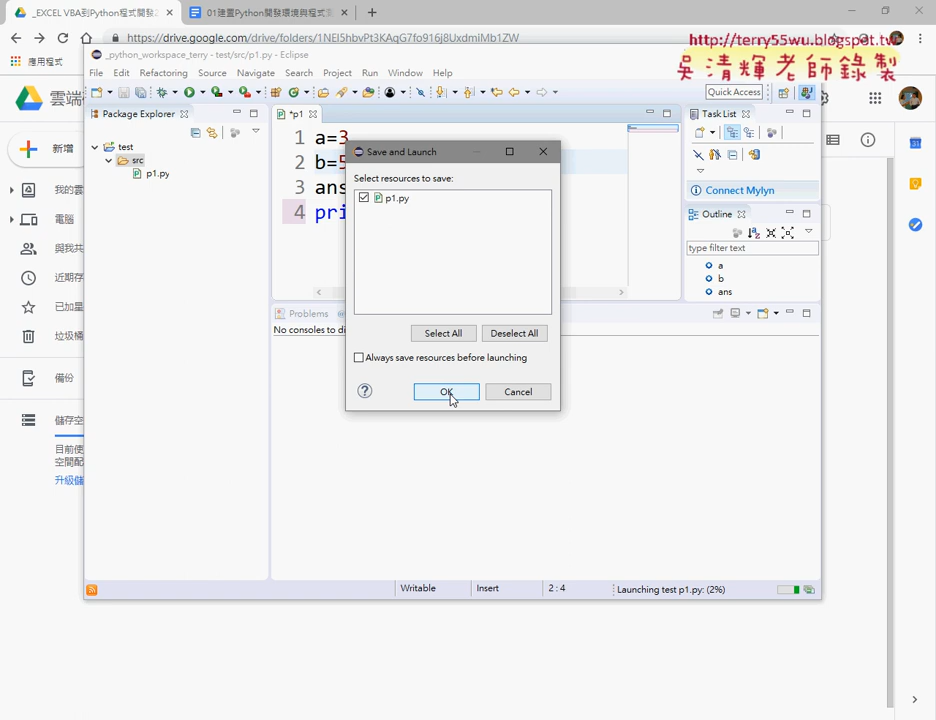 _EXCEL VBA到Python程式開發
01建置Python開發環境與程式
https://drive.google.com/drive/folders/1NEI5hbvPt3KAqG7fo916j8UxdmiMb1ZW
http://terry55wu.blogspot.tw
吳清輝老師錄製
應用程式
_python_workspace_terry - test/src/p1.py - Eclipse
File Edit Refactoring Source Navigate Search Project Run Window Help
Quick Access
雲端
新增
我的雲
電腦
與我共
近期存
已加星
垃圾桶
備份
儲存空
目前使
空間配
升級儲
Package Explorer
test
src
p1.py
*p1
1 a=3
2 b=5
3 ans
4 pri
Save and Launch
Select resources to save:
p1.py
Select All Deselect All
Always save resources before launching
OK Cancel
Problems
No consoles to di
Task List
Connect Mylyn
Outline
type filter text
a
b
ans
Writable Insert 2 : 4 Launching test p1.py: (2%)